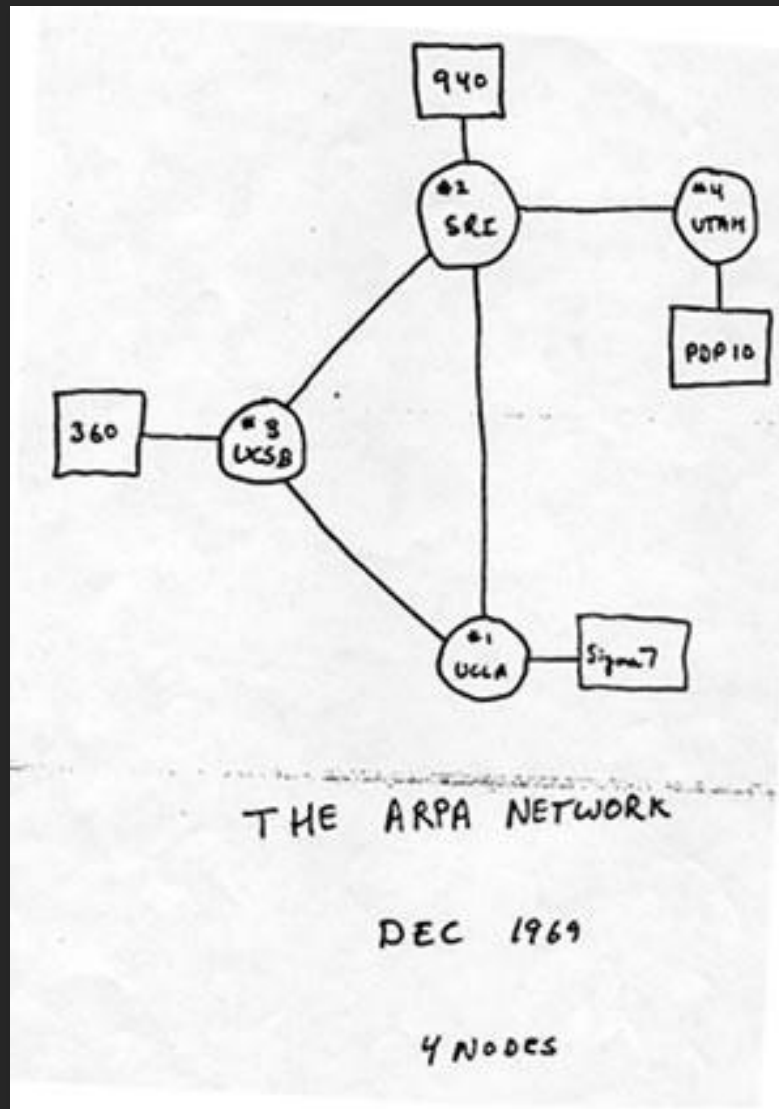 940
#2
SRI
#4
UTAH
PDP 10
360
#3
UCSB
#1
UCLA
Sigma 7
THE ARPA NETWORK
DEC 1969
4 NODES